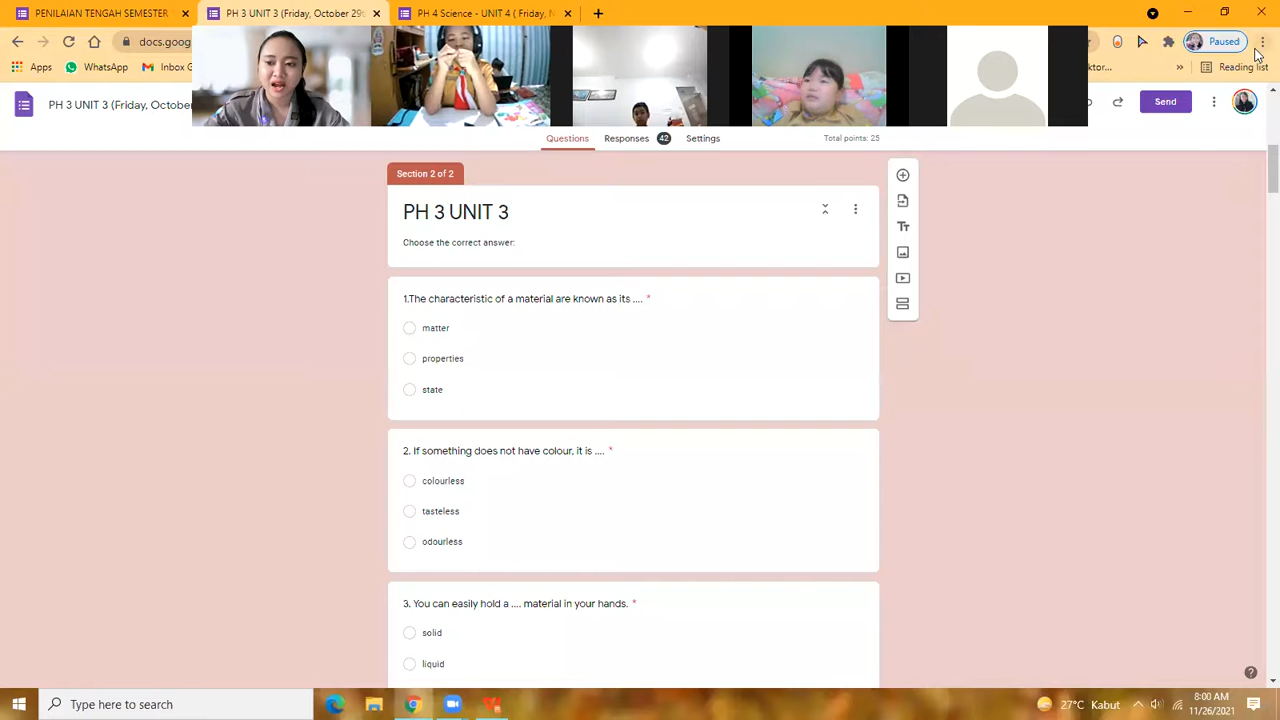 PENILAIAN TENGAH SEMESTER
PH 3 UNIT 3 (Friday, October 29t
PH 4 Science - UNIT 4 ( Friday, N
docs.goog
Paused
Apps
WhatsApp
Inbox G
ktor...
»
Reading list
PH 3 UNIT 3 (Friday, October
Send
Questions
Responses 42
Settings
Total points: 25
Section 2 of 2
PH 3 UNIT 3
Choose the correct answer:
1.The characteristic of a material are known as its .... *
matter
properties
state
2. If something does not have colour, it is .... *
colourless
tasteless
odourless
3. You can easily hold a .... material in your hands. *
solid
liquid
Type here to search
27°C Kabut
8:00 AM
11/26/2021